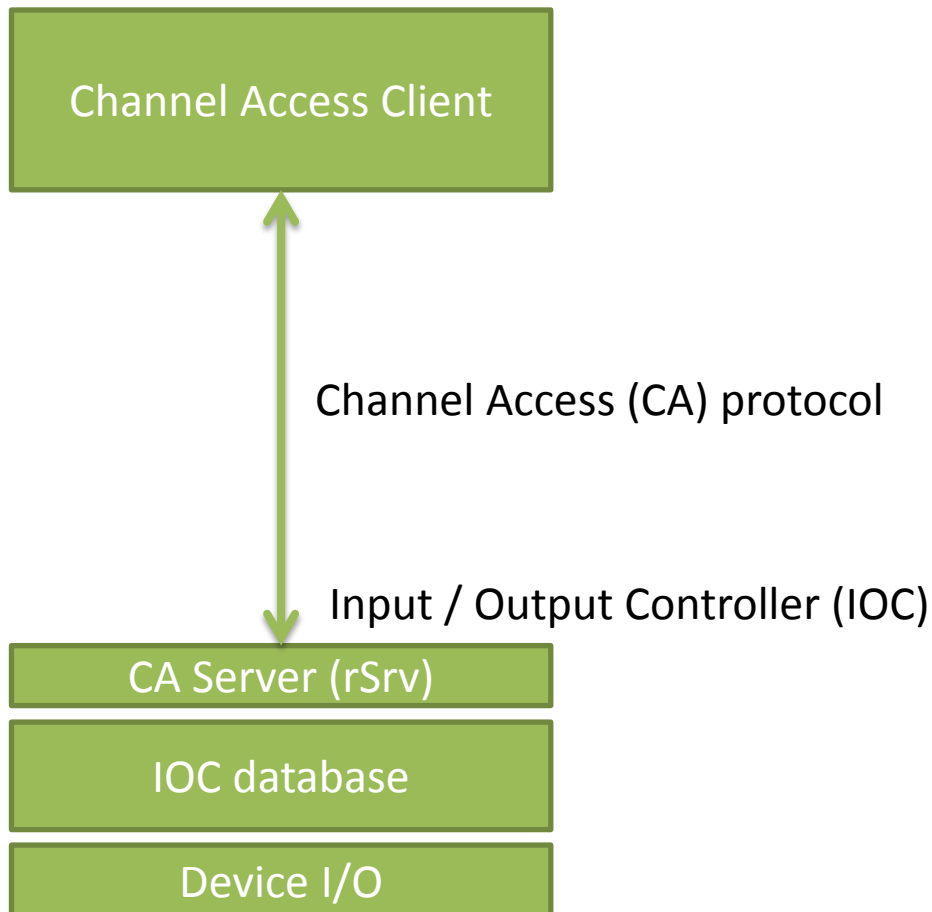 Channel Access Client
Channel Access (CA) protocol
Input / Output Controller (IOC)
CA Server (rSrv)
IOC database
Device I/O